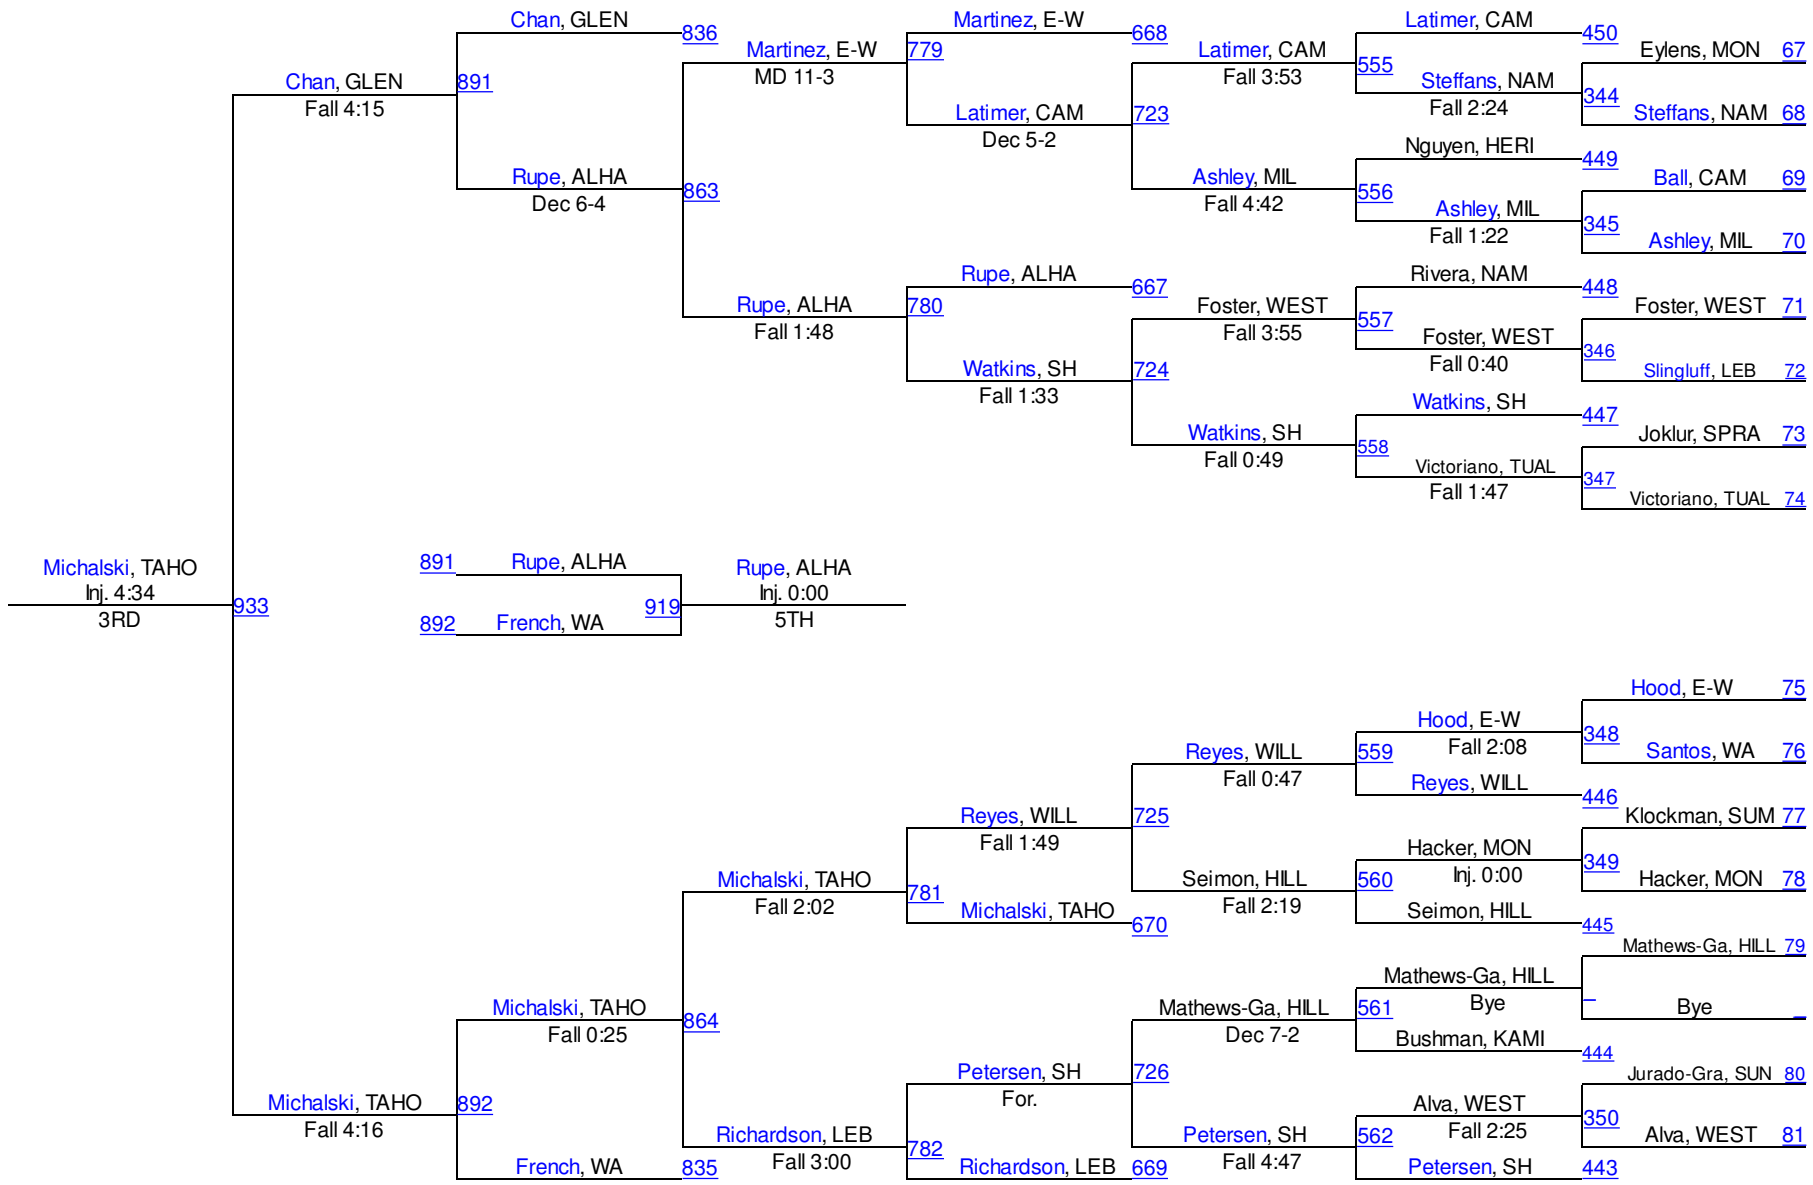 Chan, GLEN
836
Martinez, E-W
668
Latimer, CAM
450
Eylens, MON 67
Martinez, E-W
MD 11-3
779
Latimer, CAM
Fall 3:53
555
Steffans, NAM
Fall 2:24
344
Steffans, NAM 68
Chan, GLEN
Fall 4:15
891
Latimer, CAM
Dec 5-2
723
Nguyen, HERI
449
Ball, CAM 69
Rupe, ALHA
Dec 6-4
863
Ashley, MIL
Fall 4:42
556
Ashley, MIL
Fall 1:22
345
Ashley, MIL 70
Rupe, ALHA
667
Rivera, NAM
448
Foster, WEST 71
Rupe, ALHA
Fall 1:48
780
Foster, WEST
Fall 3:55
557
Foster, WEST
Fall 0:40
346
Slingluff, LEB 72
Watkins, SH
Fall 1:33
724
Watkins, SH
447
Joklur, SPRA 73
Watkins, SH
Fall 0:49
558
Victoriano, TUAL
Fall 1:47
347
Victoriano, TUAL 74
Michalski, TAHO
Inj. 4:34
3RD
933
891 Rupe, ALHA
892 French, WA
919
Rupe, ALHA
Inj. 0:00
5TH
Hood, E-W 75
Hood, E-W
Fall 2:08
348
Santos, WA 76
Reyes, WILL
Fall 0:47
559
Reyes, WILL
446
Klockman, SUM 77
Reyes, WILL
Fall 1:49
725
Hacker, MON
Inj. 0:00
349
Hacker, MON 78
Michalski, TAHO
Fall 2:02
781
Seimon, HILL
Fall 2:19
560
Seimon, HILL
445
Michalski, TAHO
670
Mathews-Ga, HILL 79
Mathews-Ga, HILL
Bye
_
Bye _
Michalski, TAHO
Fall 0:25
864
Mathews-Ga, HILL
Dec 7-2
561
Bushman, KAMI
444
Jurado-Gra, SUN 80
Petersen, SH
For.
726
Alva, WEST
Fall 2:25
350
Alva, WEST 81
Michalski, TAHO
Fall 4:16
892
Richardson, LEB
Fall 3:00
782
Petersen, SH
Fall 4:47
562
French, WA 835
Richardson, LEB 669
Petersen, SH 443